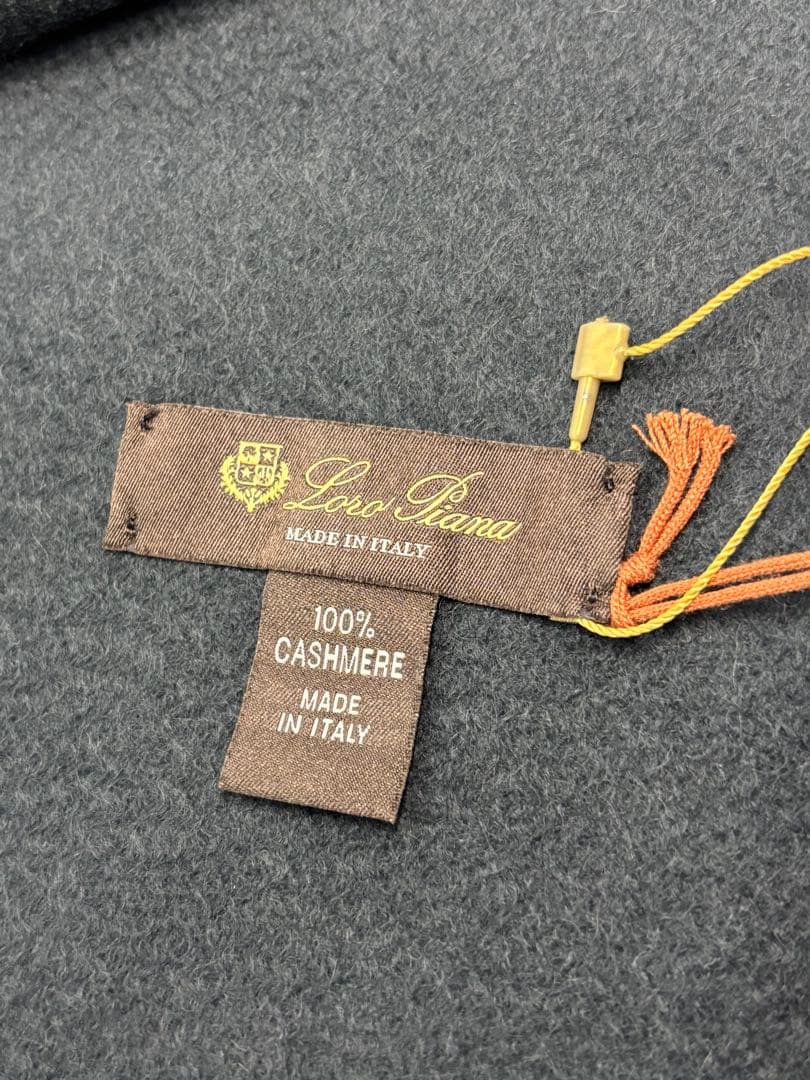 Loro Piana
MADE IN ITALY
100%
CASHMERE
MADE
IN ITALY